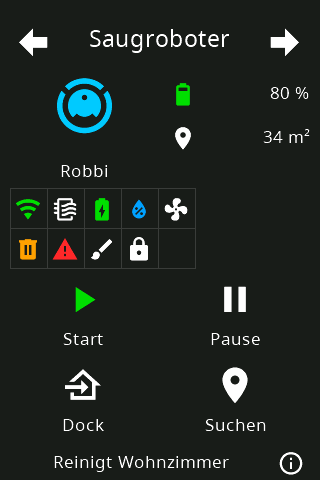 Saugroboter
80 %
34 m²
Robbi
Start
Pause
Dock
Suchen
Reinigt Wohnzimmer